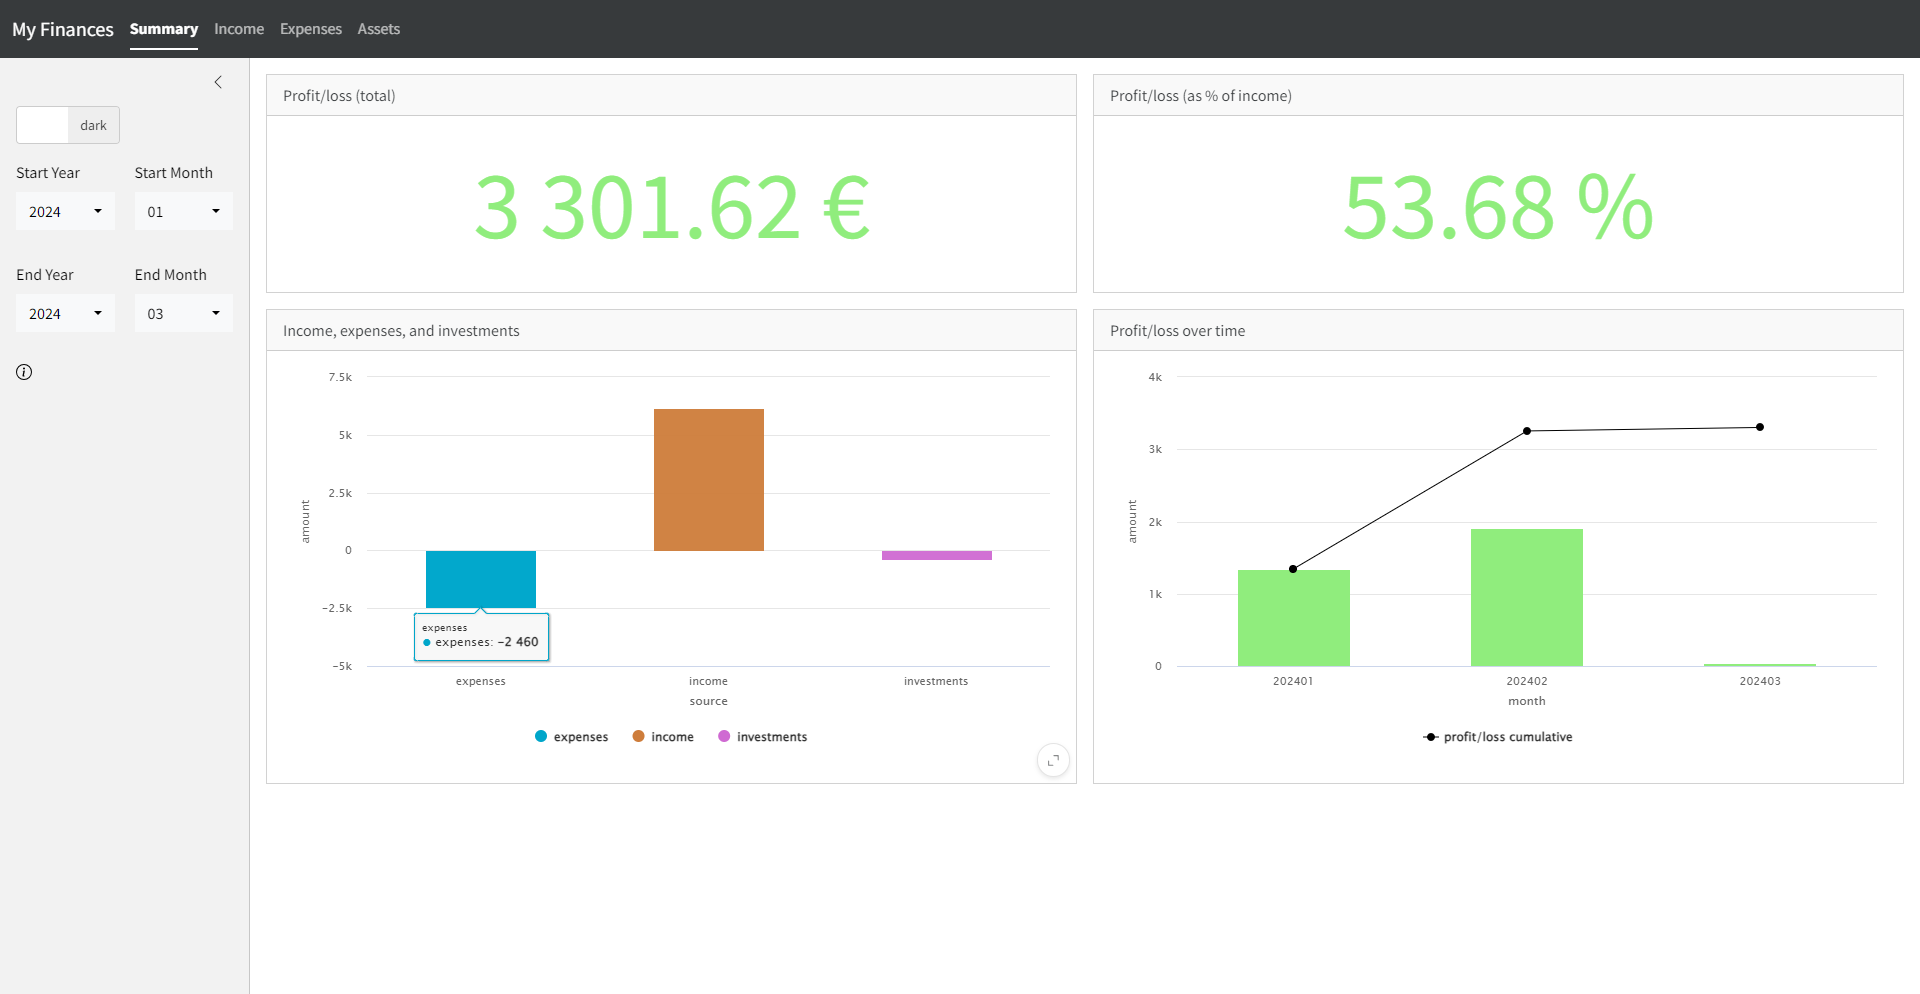 My Finances Summary Income Expenses Assets
dark
Start Year Start Month
2024 01
End Year End Month
2024 03
Profit/loss (total)
3 301.62 €
Profit/loss (as % of income)
53.68 %
Income, expenses, and investments
7.5k
5k
2.5k
0
−2.5k
−5k
amount
expenses
expenses: −2 460
expenses income investments
source
expenses income investments
Profit/loss over time
4k
3k
2k
1k
0
amount
202401 202402 202403
month
profit/loss cumulative